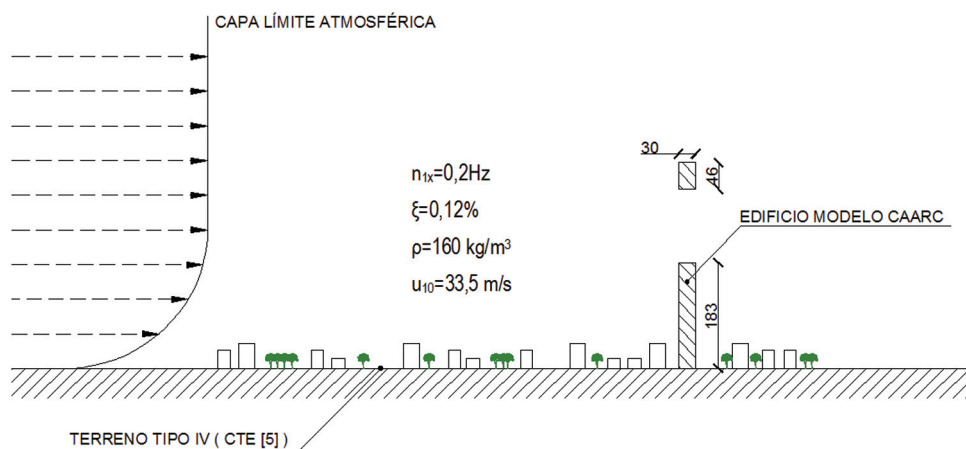 CAPA LÍMITE ATMOSFÉRICA
30
46
n1x=0,2Hz
ξ=0,12%
ρ=160 kg/m³
u10=33,5 m/s
EDIFICIO MODELO CAARC
183
TERRENO TIPO IV ( CTE [5] )